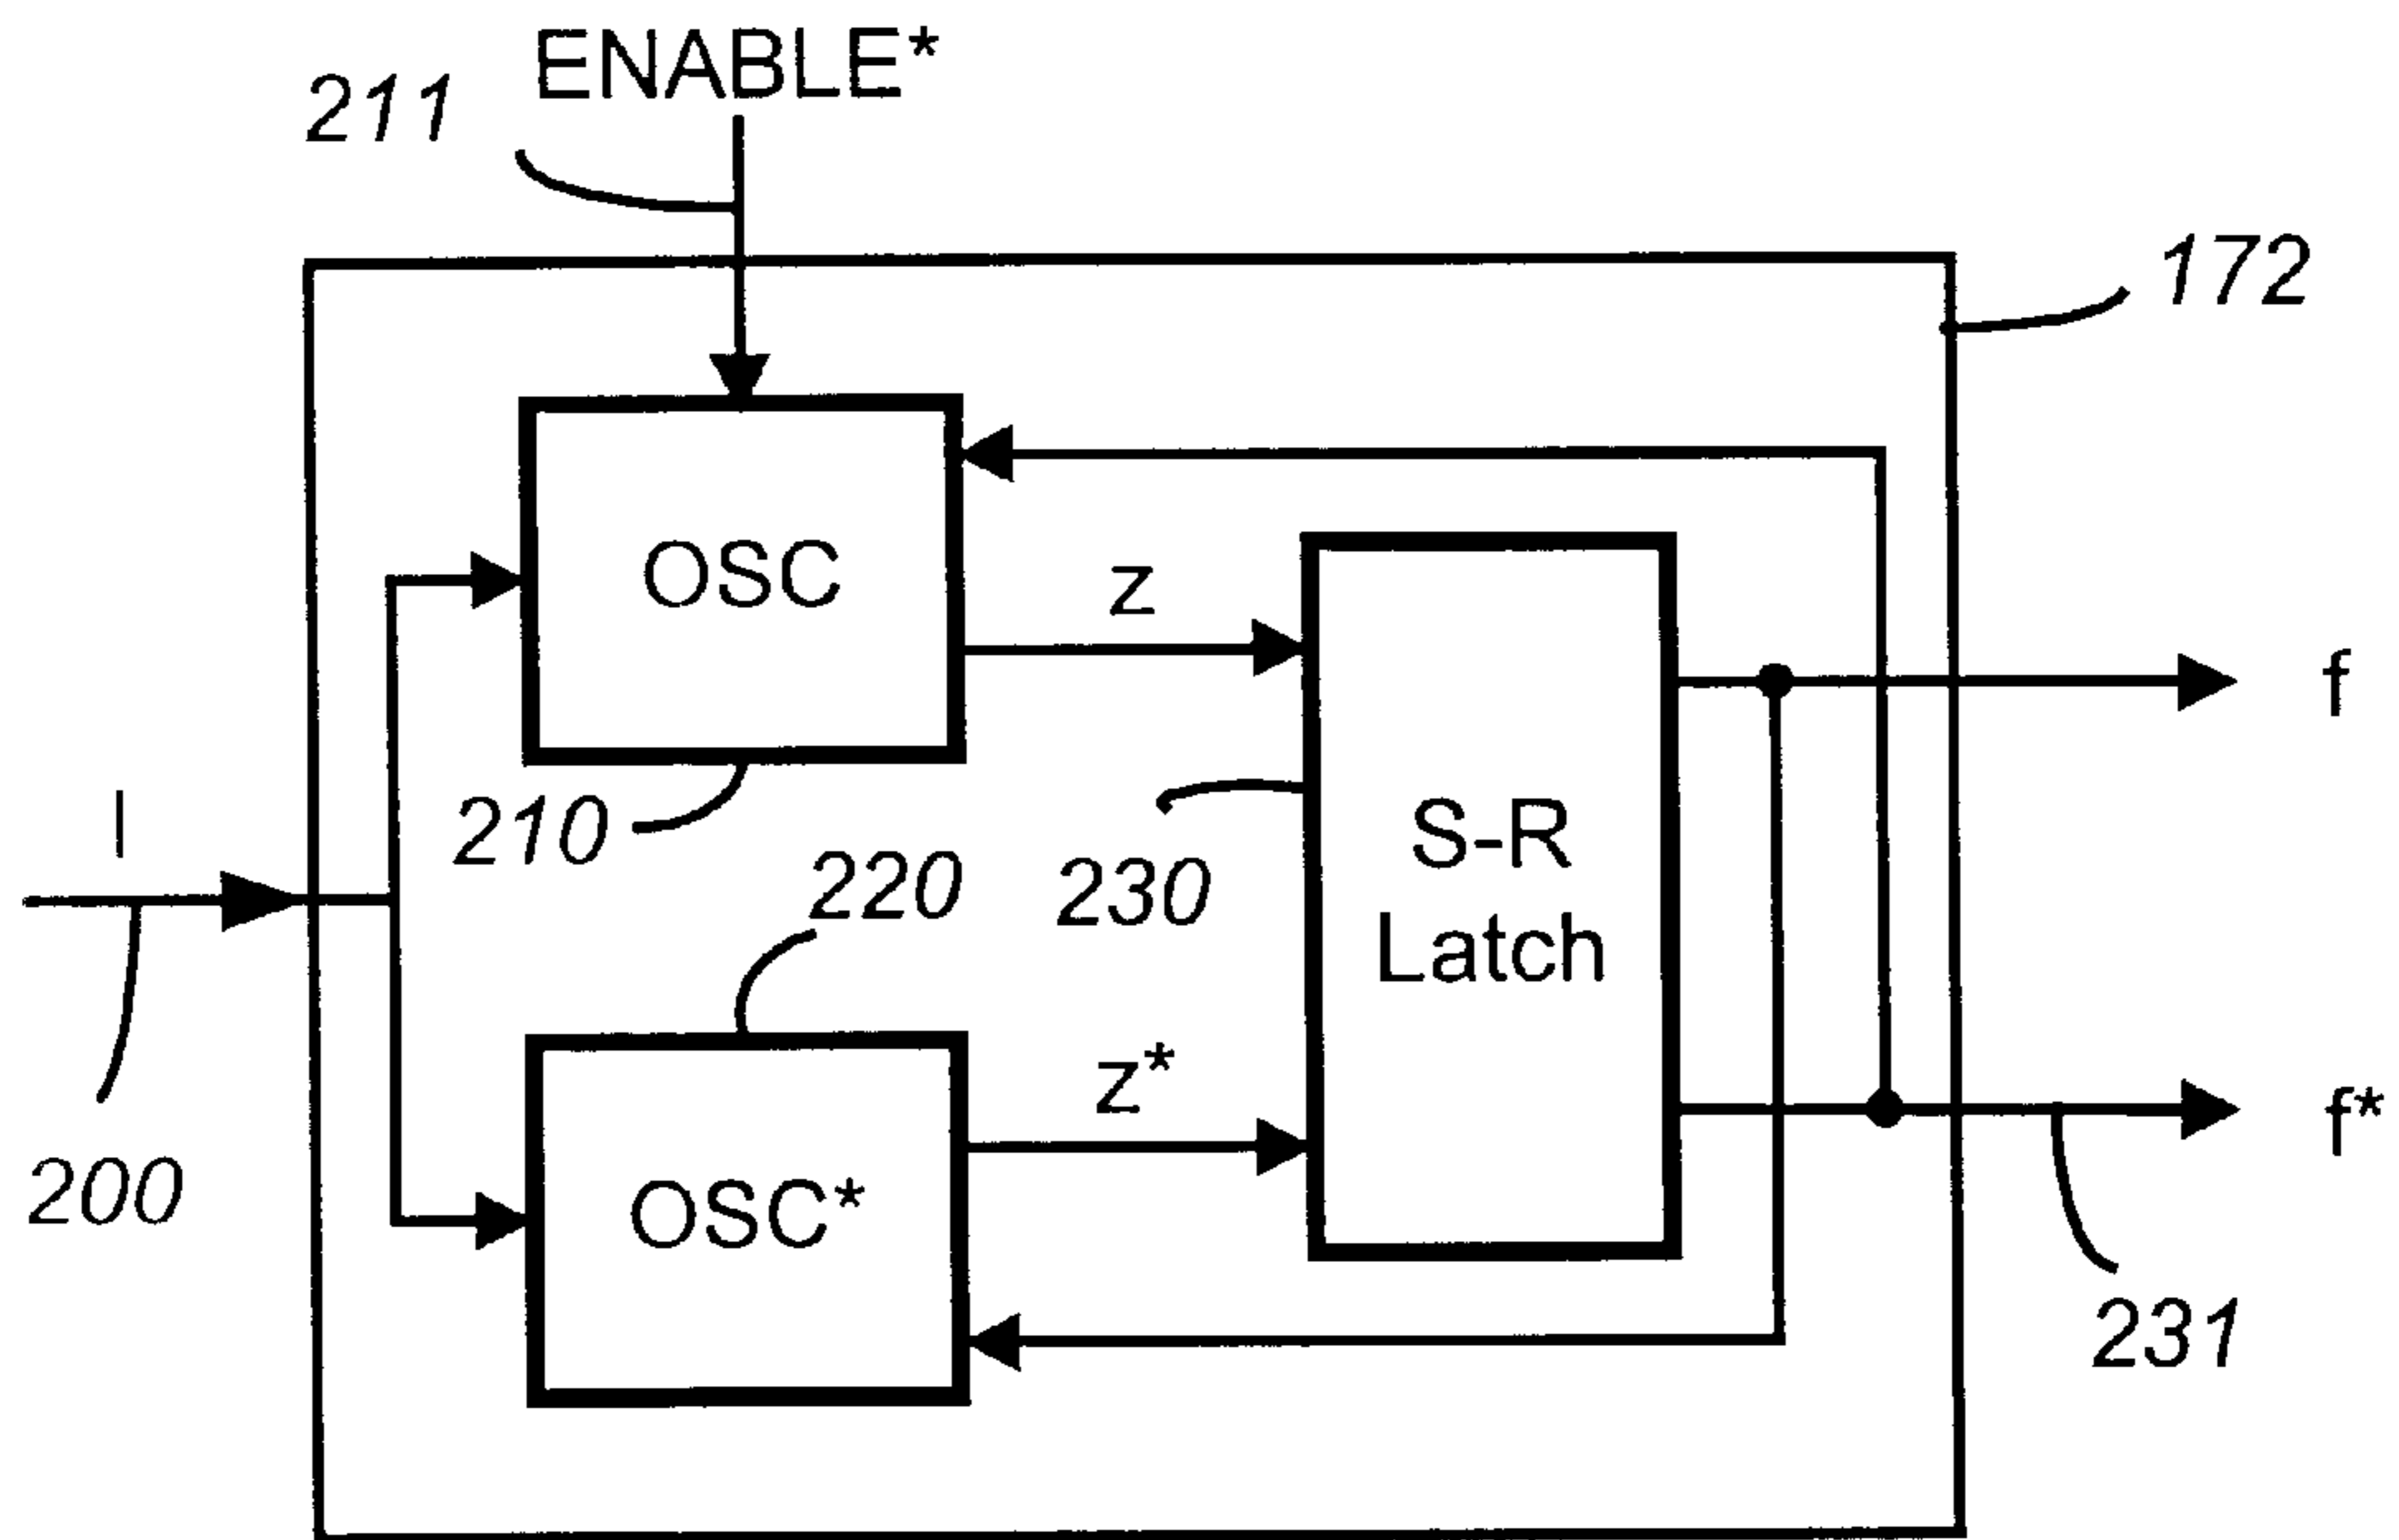 ENABLE*
211
172
OSC
z
f
I
210
S-R
Latch
220
230
z*
f*
200
OSC*
231